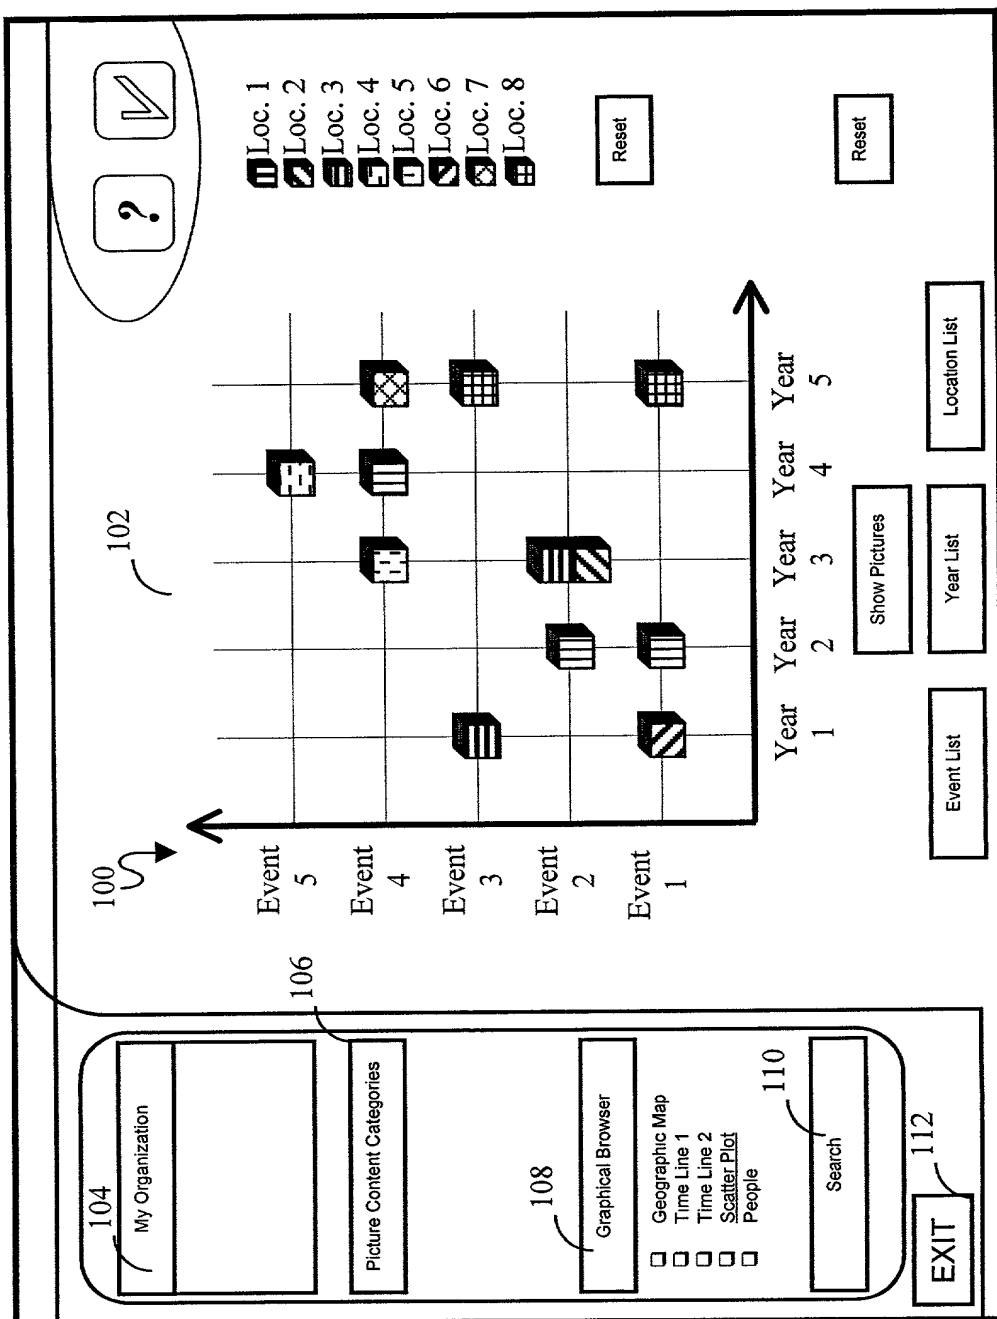 100
102
?
Loc. 1
Loc. 2
Loc. 3
Loc. 4
Loc. 5
Loc. 6
Loc. 7
Loc. 8
Reset
Reset
Event 5
Event 4
Event 3
Event 2
Event 1
Year 1
Year 2
Year 3
Year 4
Year 5
Show Pictures
Event List
Year List
Location List
104
My Organization
106
Picture Content Categories
108
Graphical Browser
Geographic Map
Time Line 1
Time Line 2
Scatter Plot
People
110
Search
112
EXIT